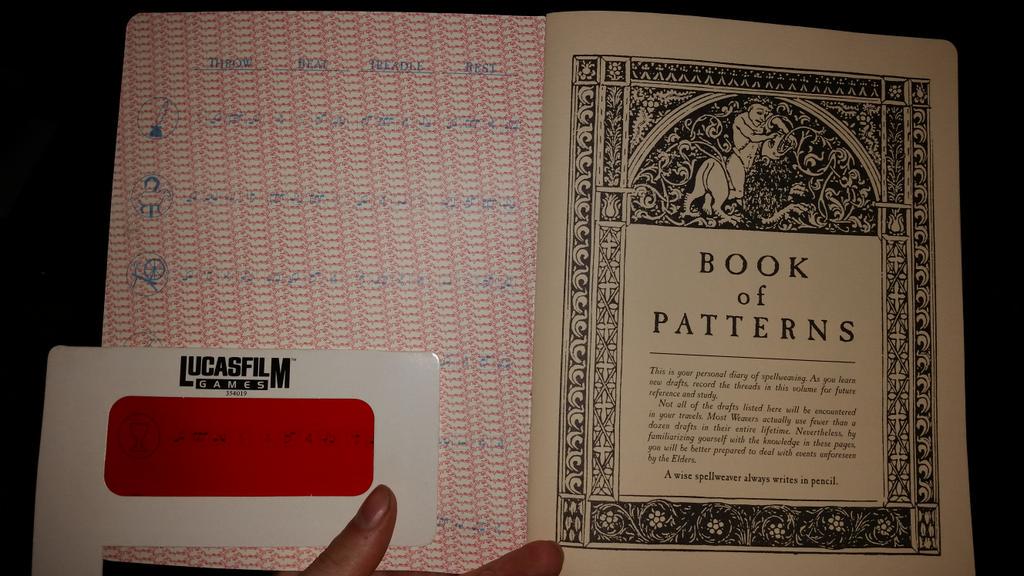 THROW BEAT TREADLE REST
LUCASFILM™
GAMES
354019
BOOK
of
PATTERNS
This is your personal diary of spellweaving. As you learn
new drafts, record the threads in this volume for future
reference and study.
Not all of the drafts listed here will be encountered
in your travels. Most Weavers actually use fewer than a
dozen drafts in their entire lifetime. Nevertheless, by
familiarizing yourself with the knowledge in these pages,
you will be better prepared to deal with events unforeseen
by the Elders.
A wise spellweaver always writes in pencil.